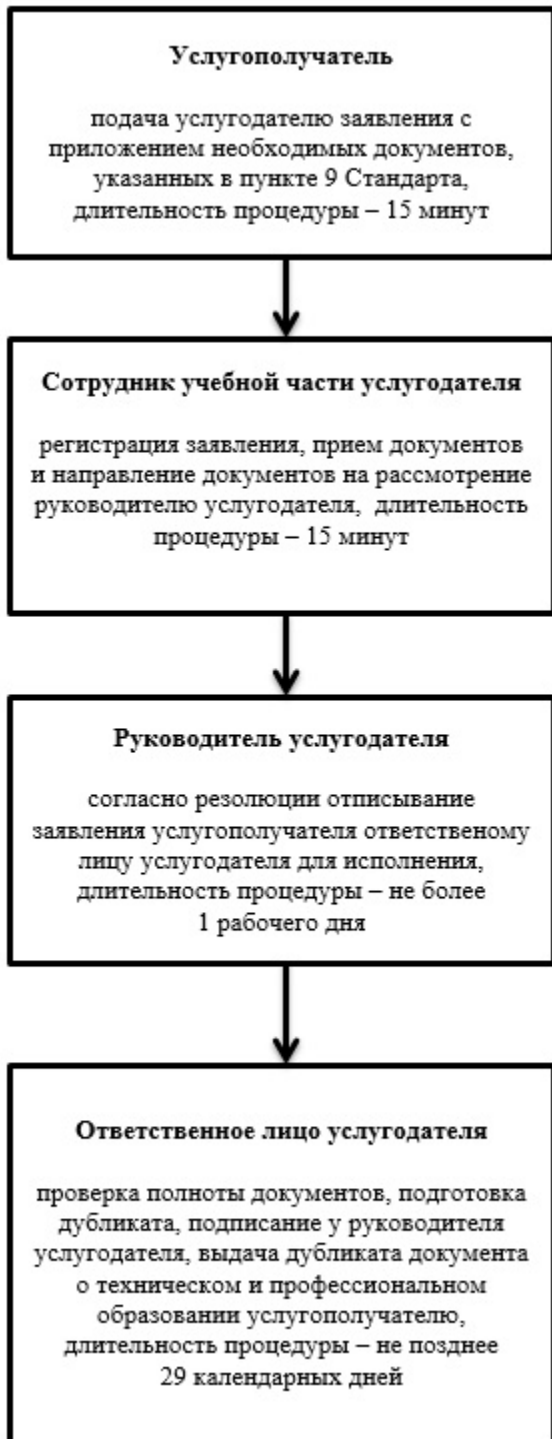 Услугополучатель
подача услугодателю заявления с
приложением необходимых документов,
указанных в пункте 9 Стандарта,
длительность процедуры – 15 минут
Сотрудник учебной части услугодателя
регистрация заявления, прием документов
и направление документов на рассмотрение
руководителю услугодателя, длительность
процедуры – 15 минут
Руководитель услугодателя
согласно резолюции отписывание
заявления услугополучателя ответственому
лицу услугодателя для исполнения,
длительность процедуры – не более
1 рабочего дня
Ответственное лицо услугодателя
проверка полноты документов, подготовка
дубликата, подписание у руководителя
услугодателя, выдача дубликата документа
о техническом и профессиональном
образовании услугополучателю,
длительность процедуры – не позднее
29 календарных дней